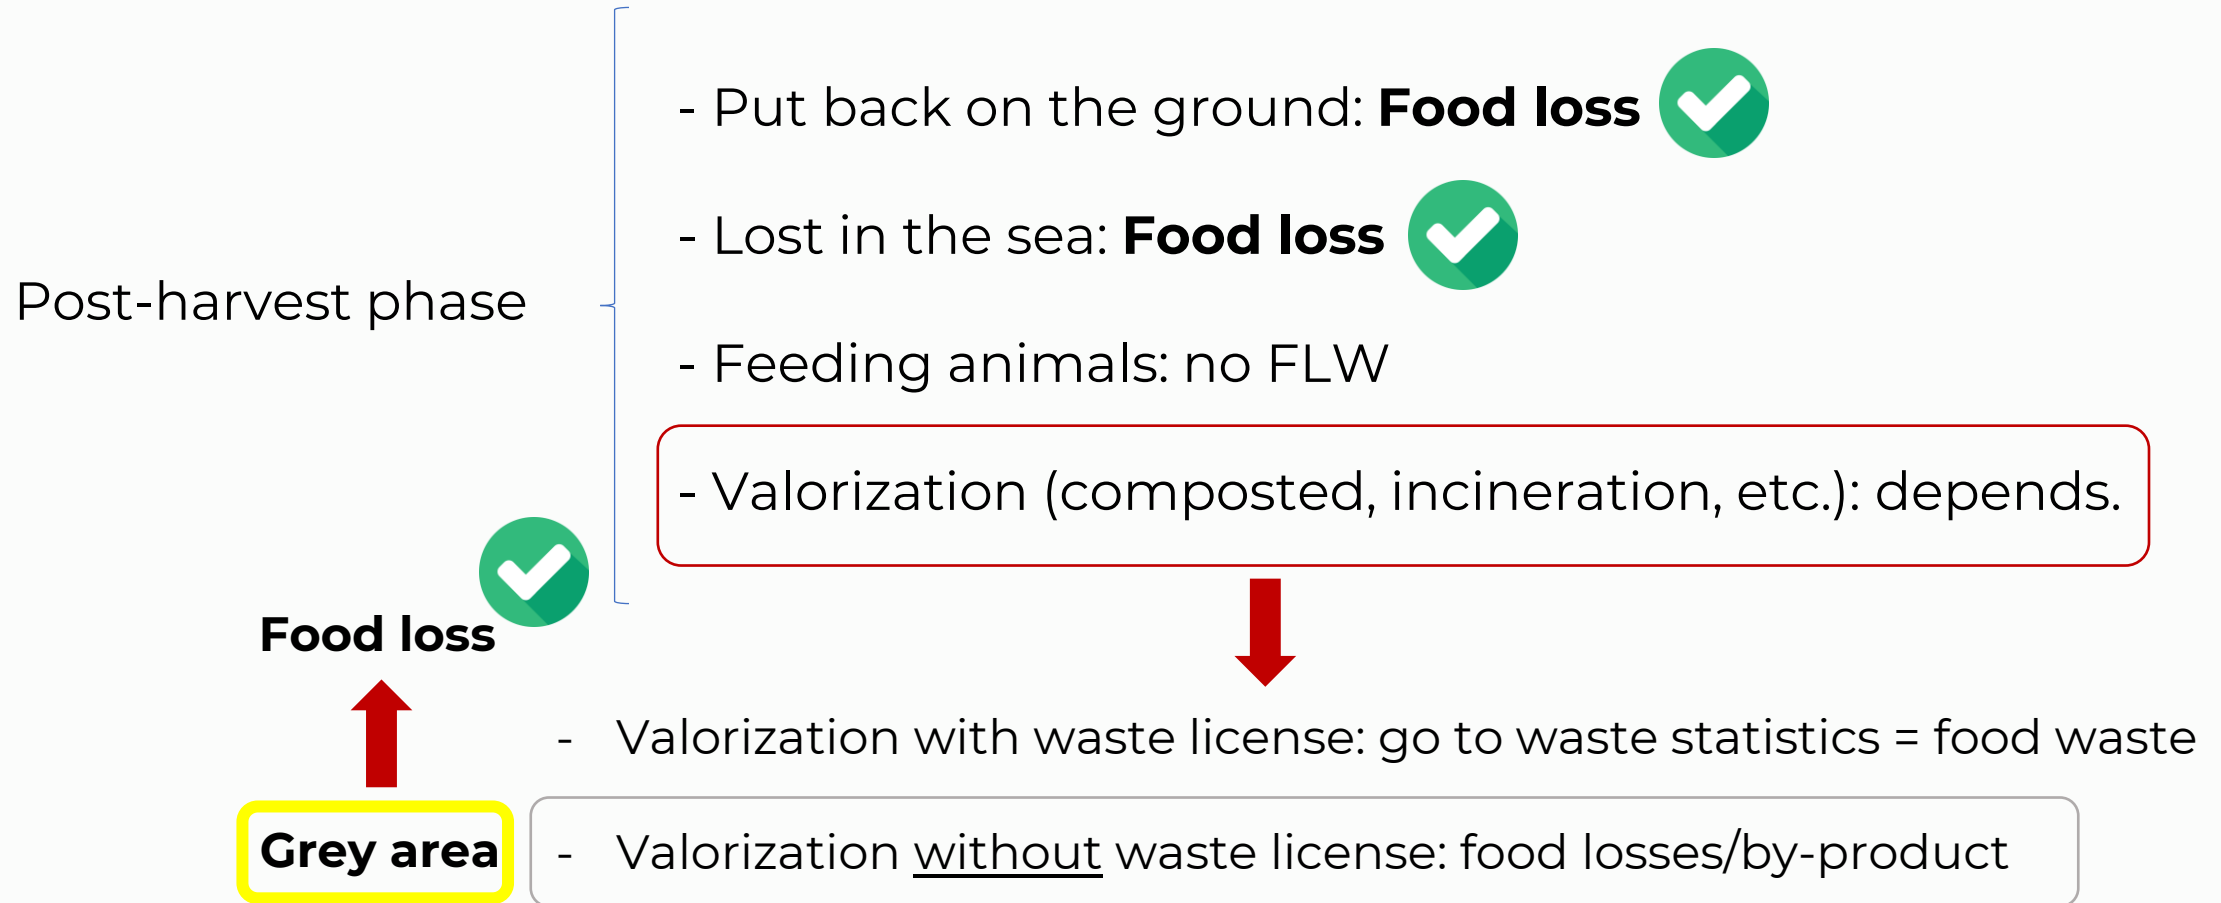 - Put back on the ground: Food loss
- Lost in the sea: Food loss
Post-harvest phase
- Feeding animals: no FLW
- Valorization (composted, incineration, etc.): depends.
Food loss
- Valorization with waste license: go to waste statistics = food waste
Grey area
- Valorization without waste license: food losses/by-product